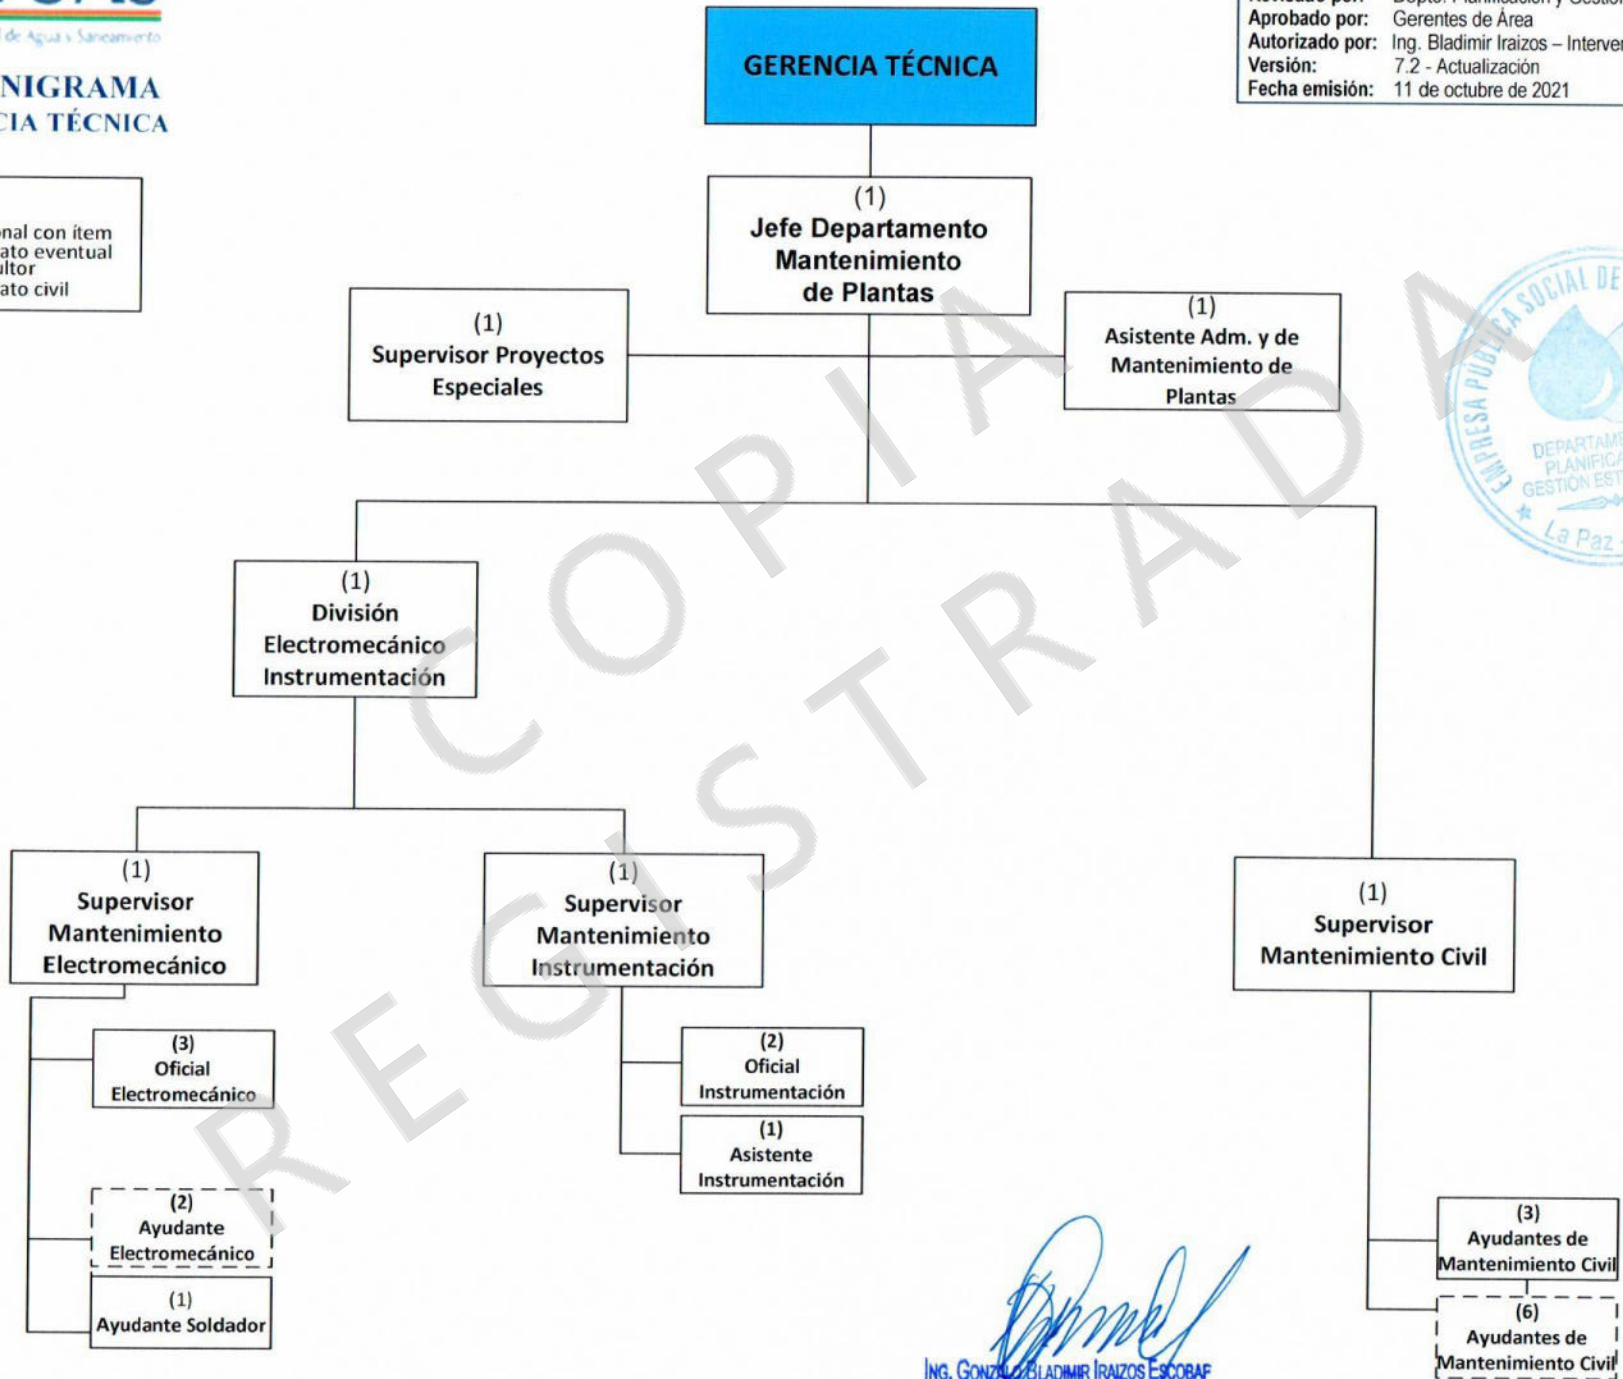 de Agua y Saneamiento
NIGRAMA
CIA TÉCNICA
nal con ítem
ato eventual
ultor
ato civil
GERENCIA TÉCNICA
Aprobado por: Gerentes de Área
Autorizado por: Ing. Bladimir Iraizos – Interven
Versión: 7.2 - Actualización
Fecha emisión: 11 de octubre de 2021
(1)
Jefe Departamento
Mantenimiento
de Plantas
(1)
Supervisor Proyectos
Especiales
(1)
Asistente Adm. y de
Mantenimiento de
Plantas
EMPRESA PÚBLICA SOCIAL DE
DEPARTAME
PLANIFICA
GESTIÓN EST
La Paz -
COPIA
REGISTRADA
(1)
División
Electromecánico
Instrumentación
(1)
Supervisor
Mantenimiento
Electromecánico
(1)
Supervisor
Mantenimiento
Instrumentación
(1)
Supervisor
Mantenimiento Civil
(3)
Oficial
Electromecánico
(2)
Ayudante
Electromecánico
(1)
Ayudante Soldador
(2)
Oficial
Instrumentación
(1)
Asistente
Instrumentación
(3)
Ayudantes de
Mantenimiento Civil
(6)
Ayudantes de
Mantenimiento Civil
ING. GONZALO BLADIMIR IRAIZOS ESCOBAR